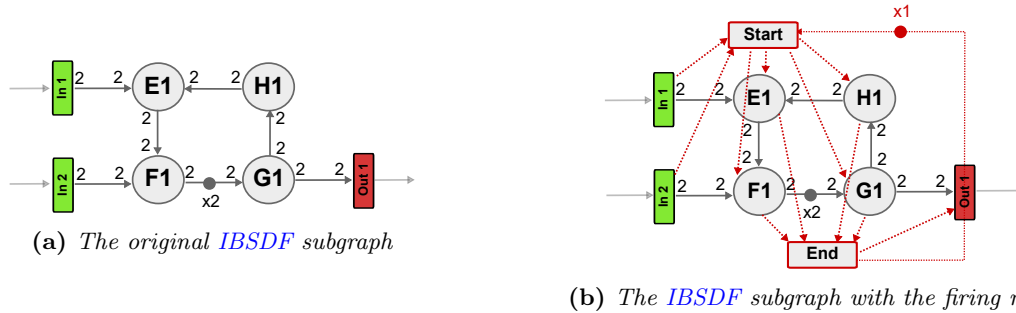 x1
Start
In 1 2 2 E1 2 2 H1
2 2
2 2
In 2 2 2 F1 2 2 G1 2 2 Out 1
x2
(a) The original IBSDF subgraph
In 1 2 2 E1 2 2 H1
2 2
2 2
In 2 2 2 F1 2 2 G1 2 2 Out 1
x2
End
(b) The IBSDF subgraph with the firing